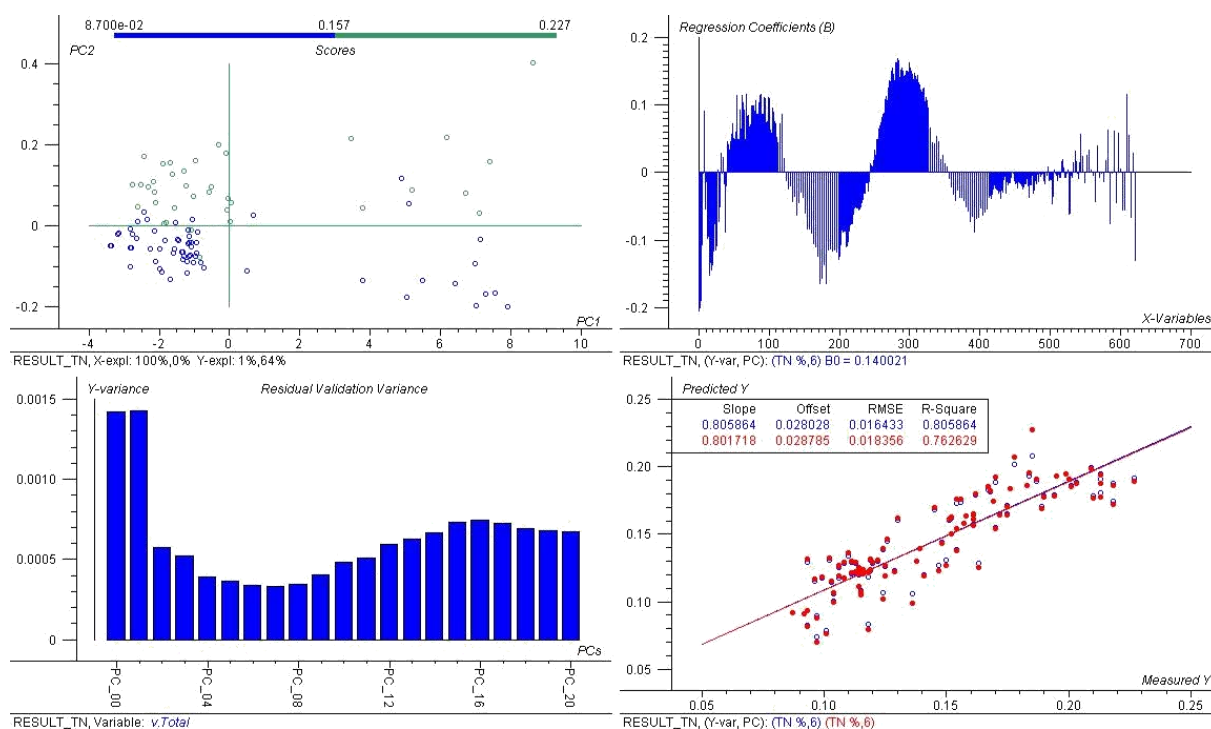 8.700e-02 0.157 0.227
PC2 Scores
0.4
0.2
0
-0.2
PC1
-4 -2 0 2 4 6 8 10
RESULT_TN, X-expl: 100%,0% Y-expl: 1%,64%
Regression Coefficients (B)
0.2
0.1
0
-0.1
-0.2
X-Variables
0 100 200 300 400 500 600 700
RESULT_TN, (Y-var, PC): (TN %,6) B0 = 0.140021
Y-variance Residual Validation Variance
0.0015
0.0010
0.0005
0
PCs
PC_00 PC_04 PC_08 PC_12 PC_16 PC_20
RESULT_TN, Variable: v.Total
Predicted Y
Slope Offset RMSE R-Square
0.805864 0.028028 0.016433 0.805864
0.801718 0.028785 0.018356 0.762629
0.20
0.15
0.10
0.05
Measured Y
0.05 0.10 0.15 0.20 0.25
RESULT_TN, (Y-var, PC): (TN %,6) (TN %,6)